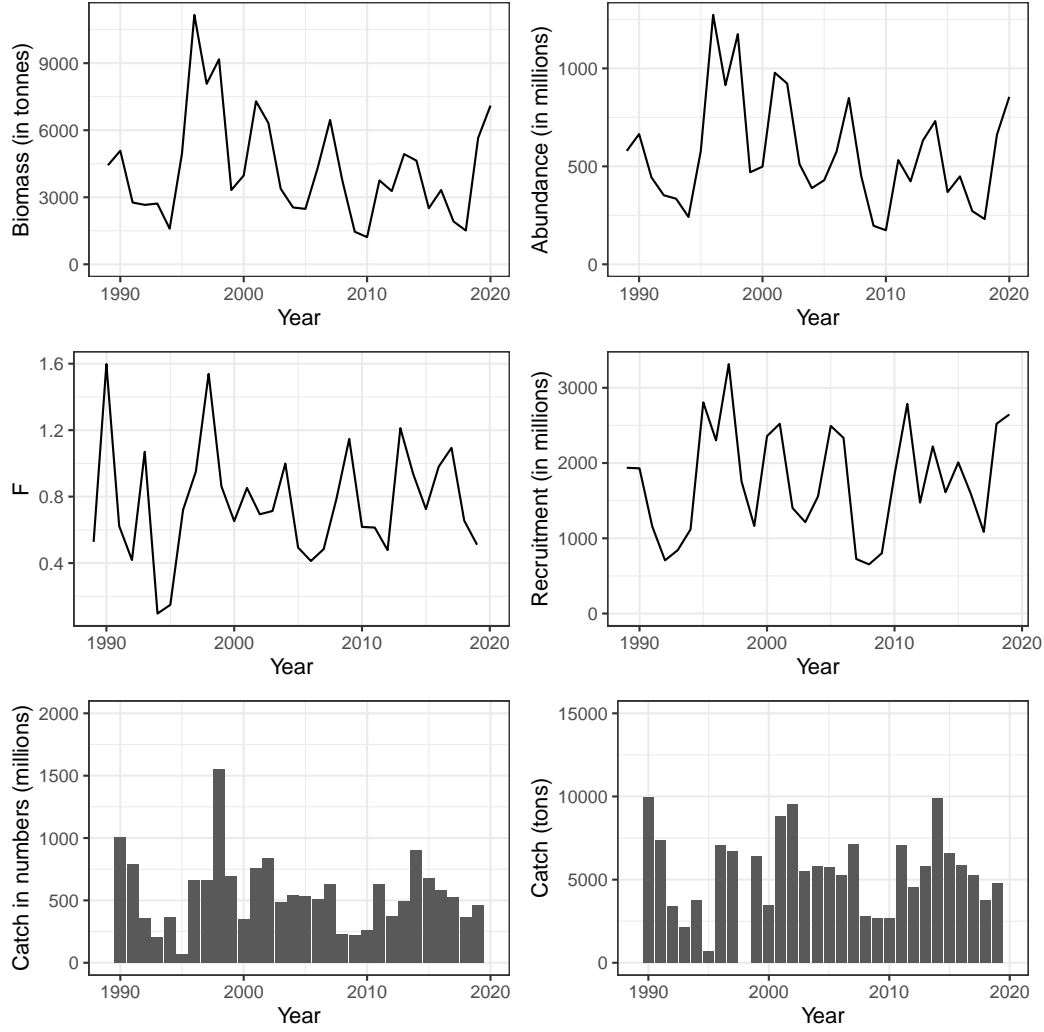 Biomass (in tonnes)
9000
6000
3000
0
1990 2000 2010 2020
Year
Abundance (in millions)
1000
500
0
1990 2000 2010 2020
Year
F
1.6
1.2
0.8
0.4
1990 2000 2010 2020
Year
Recruitment (in millions)
3000
2000
1000
0
1990 2000 2010 2020
Year
Catch in numbers (millions)
2000
1500
1000
500
0
1990 2000 2010 2020
Year
Catch (tons)
15000
10000
5000
0
1990 2000 2010 2020
Year